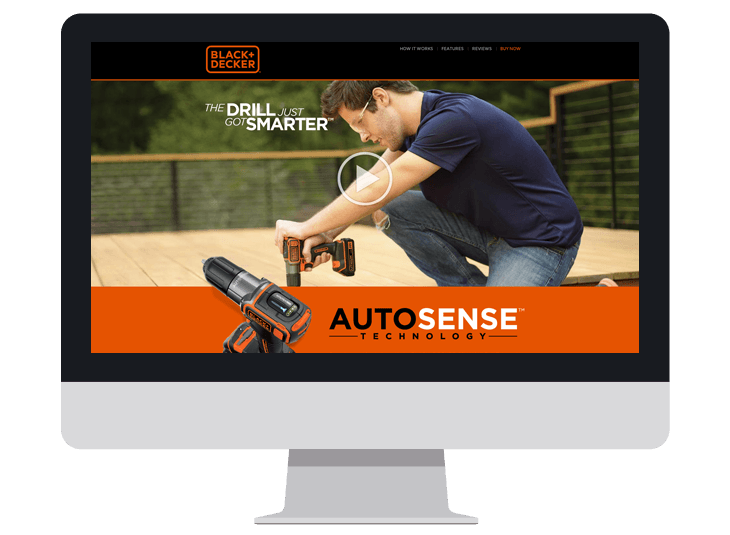 BLACK+
DECKER
HOW IT WORKS | FEATURES | REVIEWS | BUY NOW
THE DRILL JUST
GOT SMARTER™
AUTOSENSE™
TECHNOLOGY